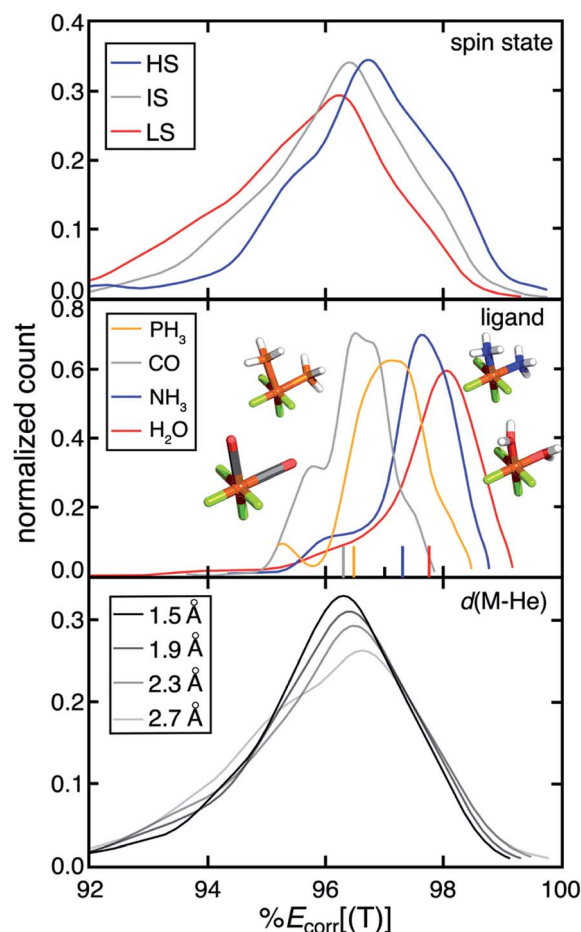 spin state
HS
IS
LS
0.4
0.3
0.2
0.1
0.0
normalized count
ligand
PH3
CO
NH3
H2O
0.8
0.6
0.4
0.2
0.0
d(M-He)
1.5 Å
1.9 Å
2.3 Å
2.7 Å
0.3
0.2
0.1
0.0
92 94 96 98 100
%Ecorr[(T)]